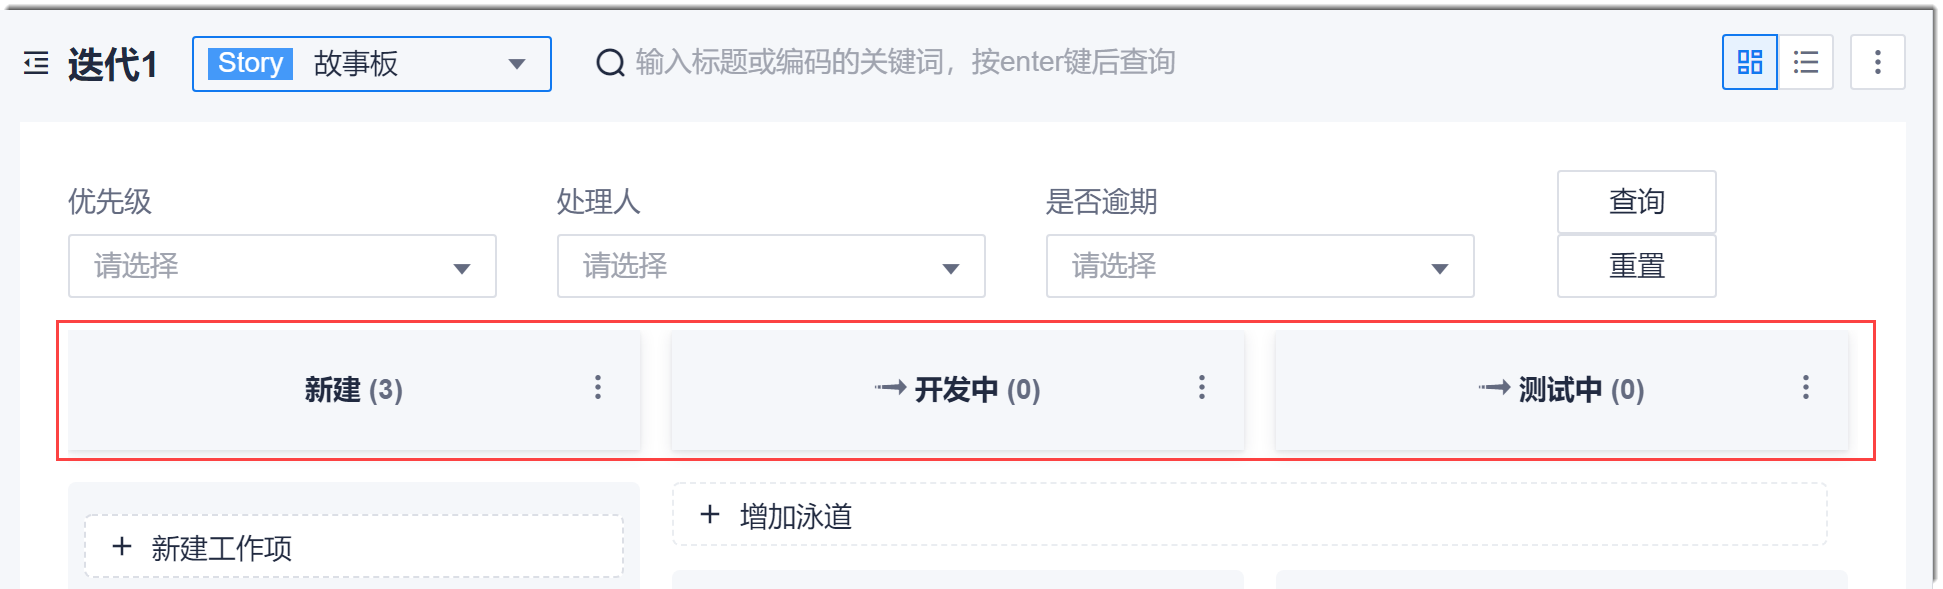 迭代1 Story 故事板 输入标题或编码的关键词，按enter键后查询
优先级 处理人 是否逾期 查询
请选择 请选择 请选择 重置
新建 (3) 开发中 (0) 测试中 (0)
+ 增加泳道
+ 新建工作项